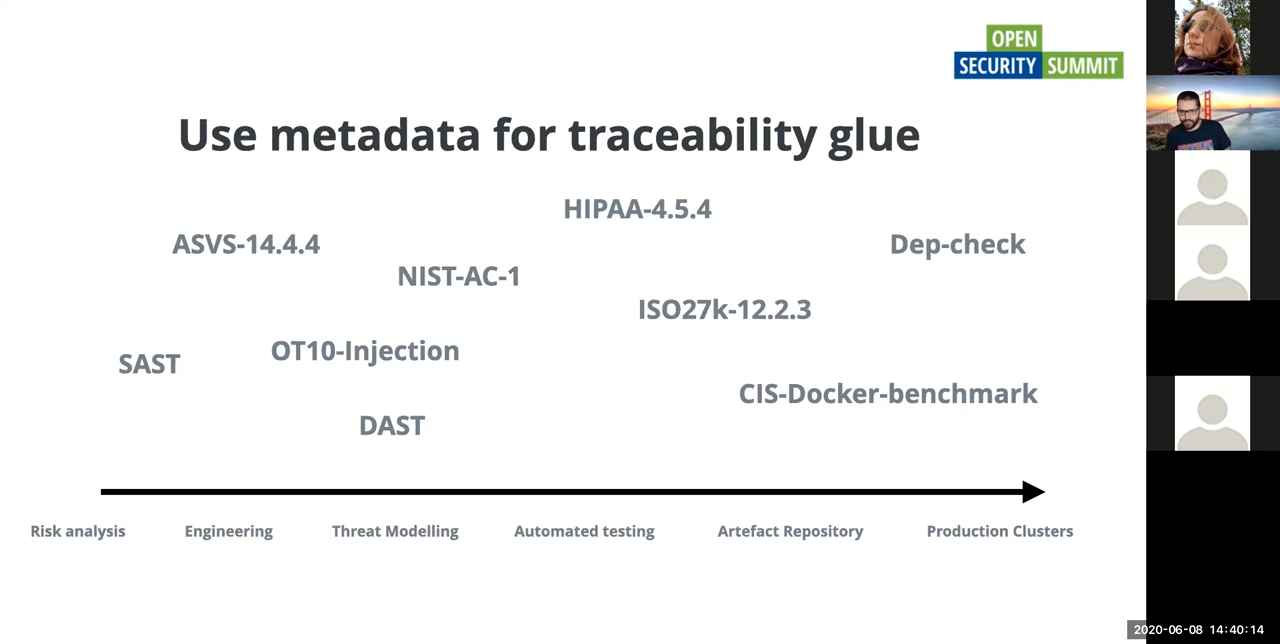 OPEN
SECURITY SUMMIT
Use metadata for traceability glue
HIPAA-4.5.4
ASVS-14.4.4
Dep-check
NIST-AC-1
ISO27k-12.2.3
OT10-Injection
SAST
CIS-Docker-benchmark
DAST
Risk analysis
Engineering
Threat Modelling
Automated testing
Artefact Repository
Production Clusters
2020-06-08 14:40:14